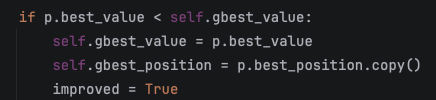 if p.best_value < self.gbest_value:
    self.gbest_value = p.best_value
    self.gbest_position = p.best_position.copy()
    improved = True